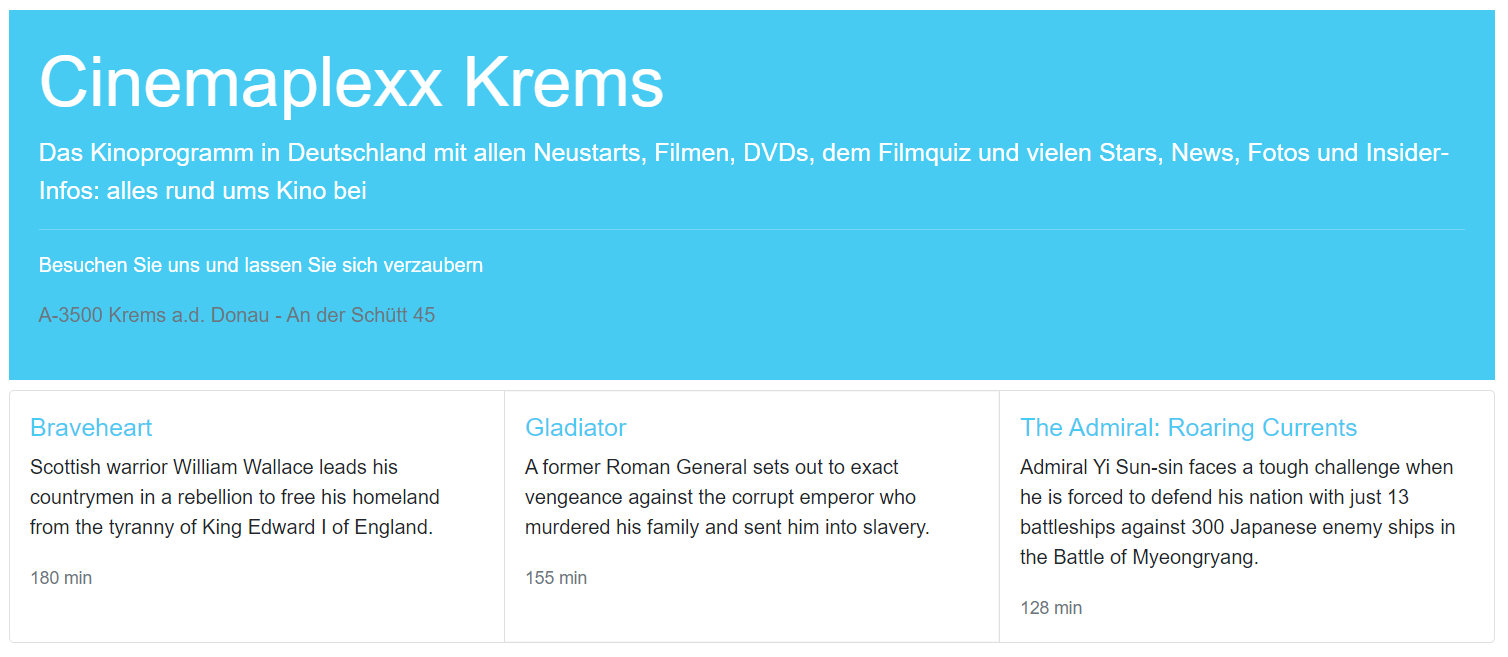 Cinemaplexx Krems
Das Kinoprogramm in Deutschland mit allen Neustarts, Filmen, DVDs, dem Filmquiz und vielen Stars, News, Fotos und Insider-
Infos: alles rund ums Kino bei
Besuchen Sie uns und lassen Sie sich verzaubern
A-3500 Krems a.d. Donau - An der Schütt 45
Braveheart
Scottish warrior William Wallace leads his
countrymen in a rebellion to free his homeland
from the tyranny of King Edward I of England.
180 min
Gladiator
A former Roman General sets out to exact
vengeance against the corrupt emperor who
murdered his family and sent him into slavery.
155 min
The Admiral: Roaring Currents
Admiral Yi Sun-sin faces a tough challenge when
he is forced to defend his nation with just 13
battleships against 300 Japanese enemy ships in
the Battle of Myeongryang.
128 min